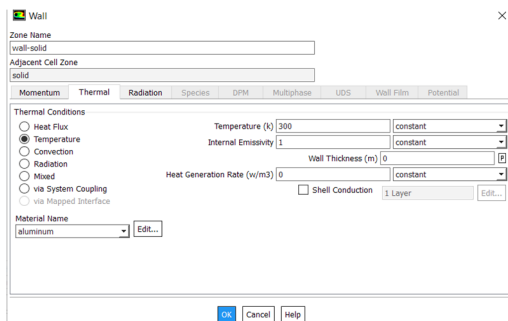 Wall
Zone Name
wall-solid
Adjacent Cell Zone
solid
Momentum Thermal Radiation Species DPM Multiphase UDS Wall Film Potential
Thermal Conditions
Heat Flux
Temperature
Convection
Radiation
Mixed
via System Coupling
via Mapped Interface
Temperature (k) 300 constant
Internal Emissivity 1 constant
Wall Thickness (m) 0 P
Heat Generation Rate (w/m3) 0 constant
Shell Conduction 1 Layer Edit...
Material Name
aluminum Edit...
OK Cancel Help